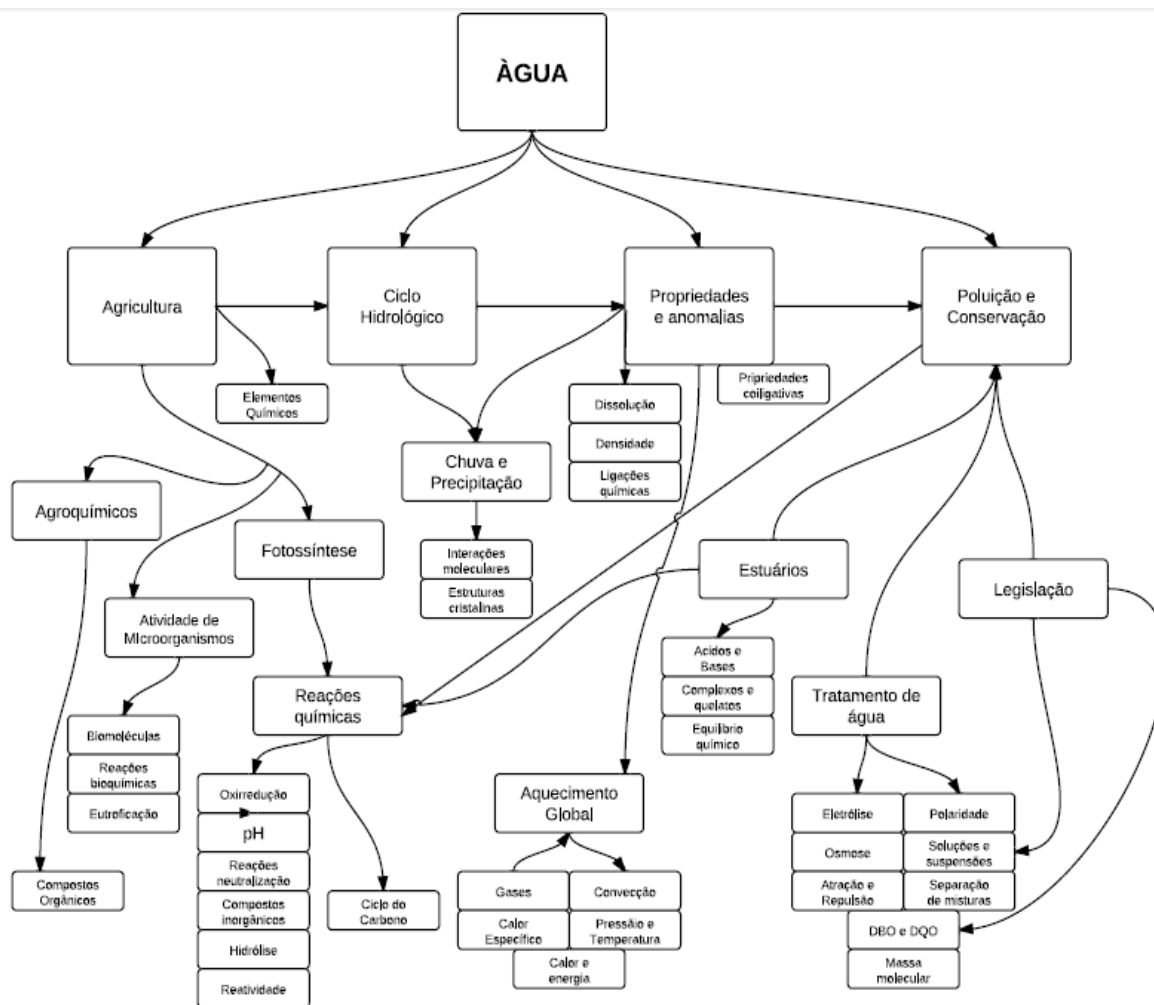 ÀGUA
Agricultura
Ciclo
Hidrológico
Propriedades
e anomalias
Poluição e
Conservação
Elementos
Químicos
Pripriedades
coiligativas
Dissolução
Densidade
Ligações
químicas
Chuva e
Precipitação
Agroquímicos
Fotossíntese
Interações
moleculares
Estruturas
cristalinas
Estuários
Legislação
Atividade de
MIcroorganismos
Acidos e
Bases
Complexos e
quelatos
Equilibrio
químico
Reações
químicas
Tratamento de
água
Biomoléculas
Reações
bioquímicas
Eutroficação
Oxirredução
pH
Reações
neutralização
Compostos
inorgânicos
Hidrólise
Reatividade
Aquecimento
Global
Eletrólise
Osmose
Atração e
Repulsão
Polaridade
Soluções e
suspensões
Separação
de misturas
DBO e DQO
Massa
molecular
Compostos
Orgânicos
Ciclo do
Carbono
Gases
Calor
Específico
Convecção
Pressãio e
Temperatura
Calor e
energia